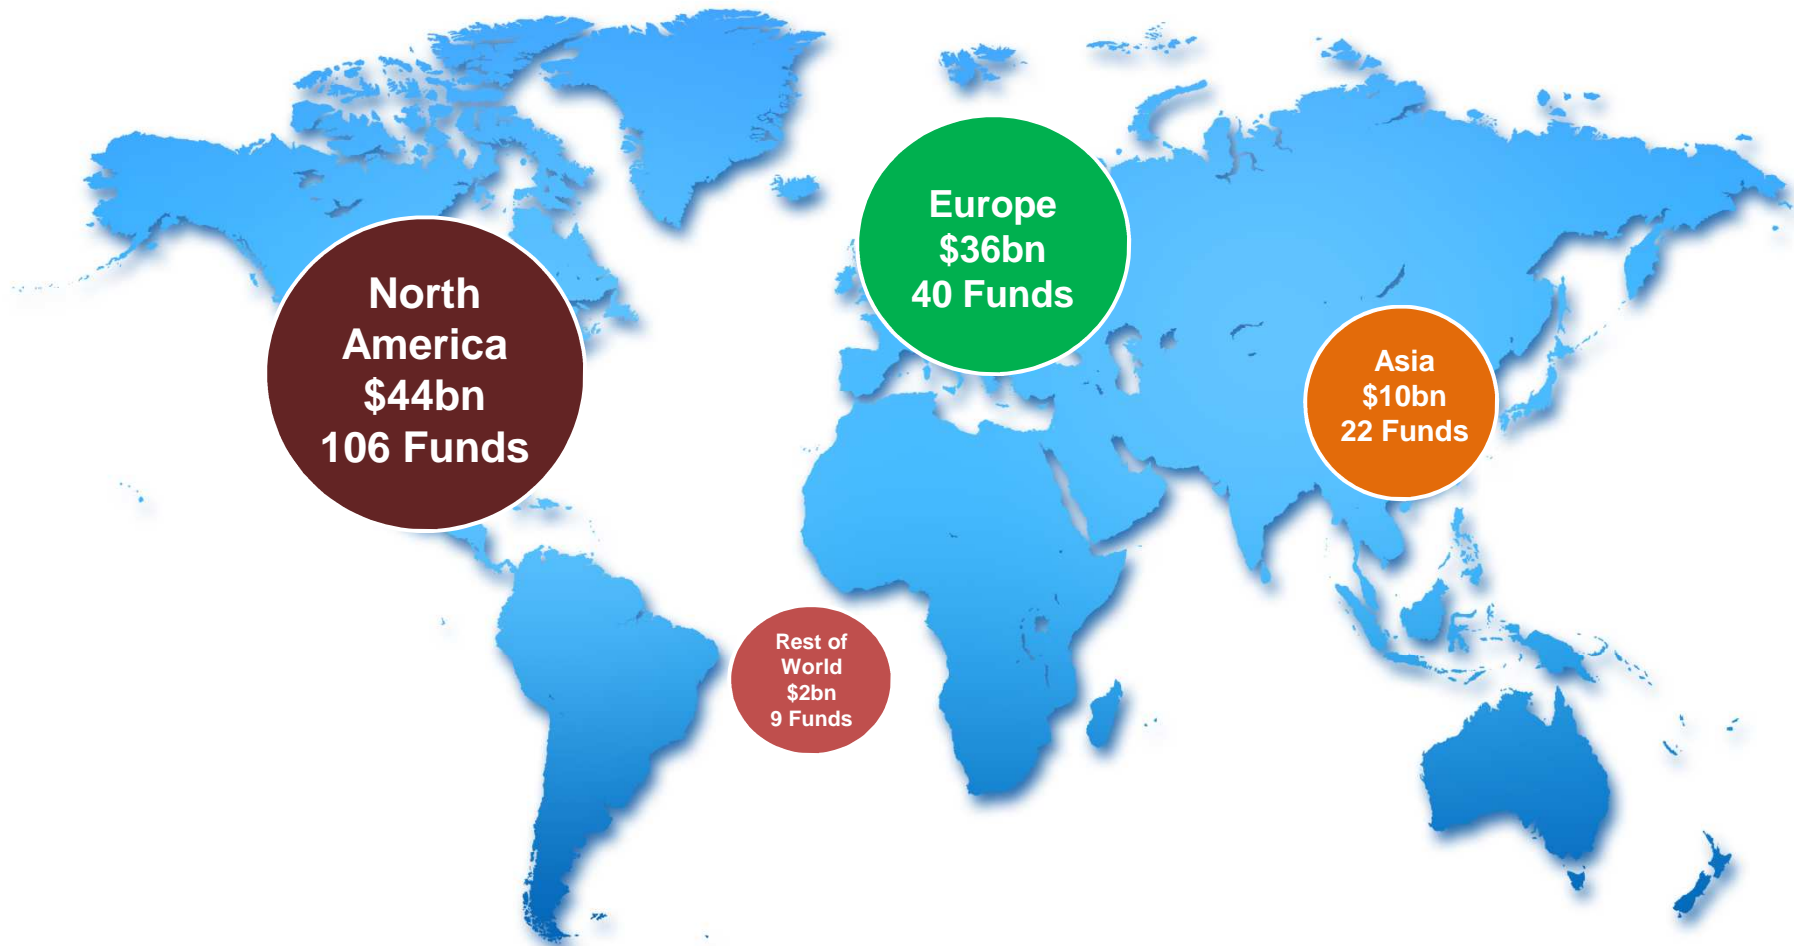 North
America
$44bn
106 Funds
Europe
$36bn
40 Funds
Asia
$10bn
22 Funds
Rest of
World
$2bn
9 Funds